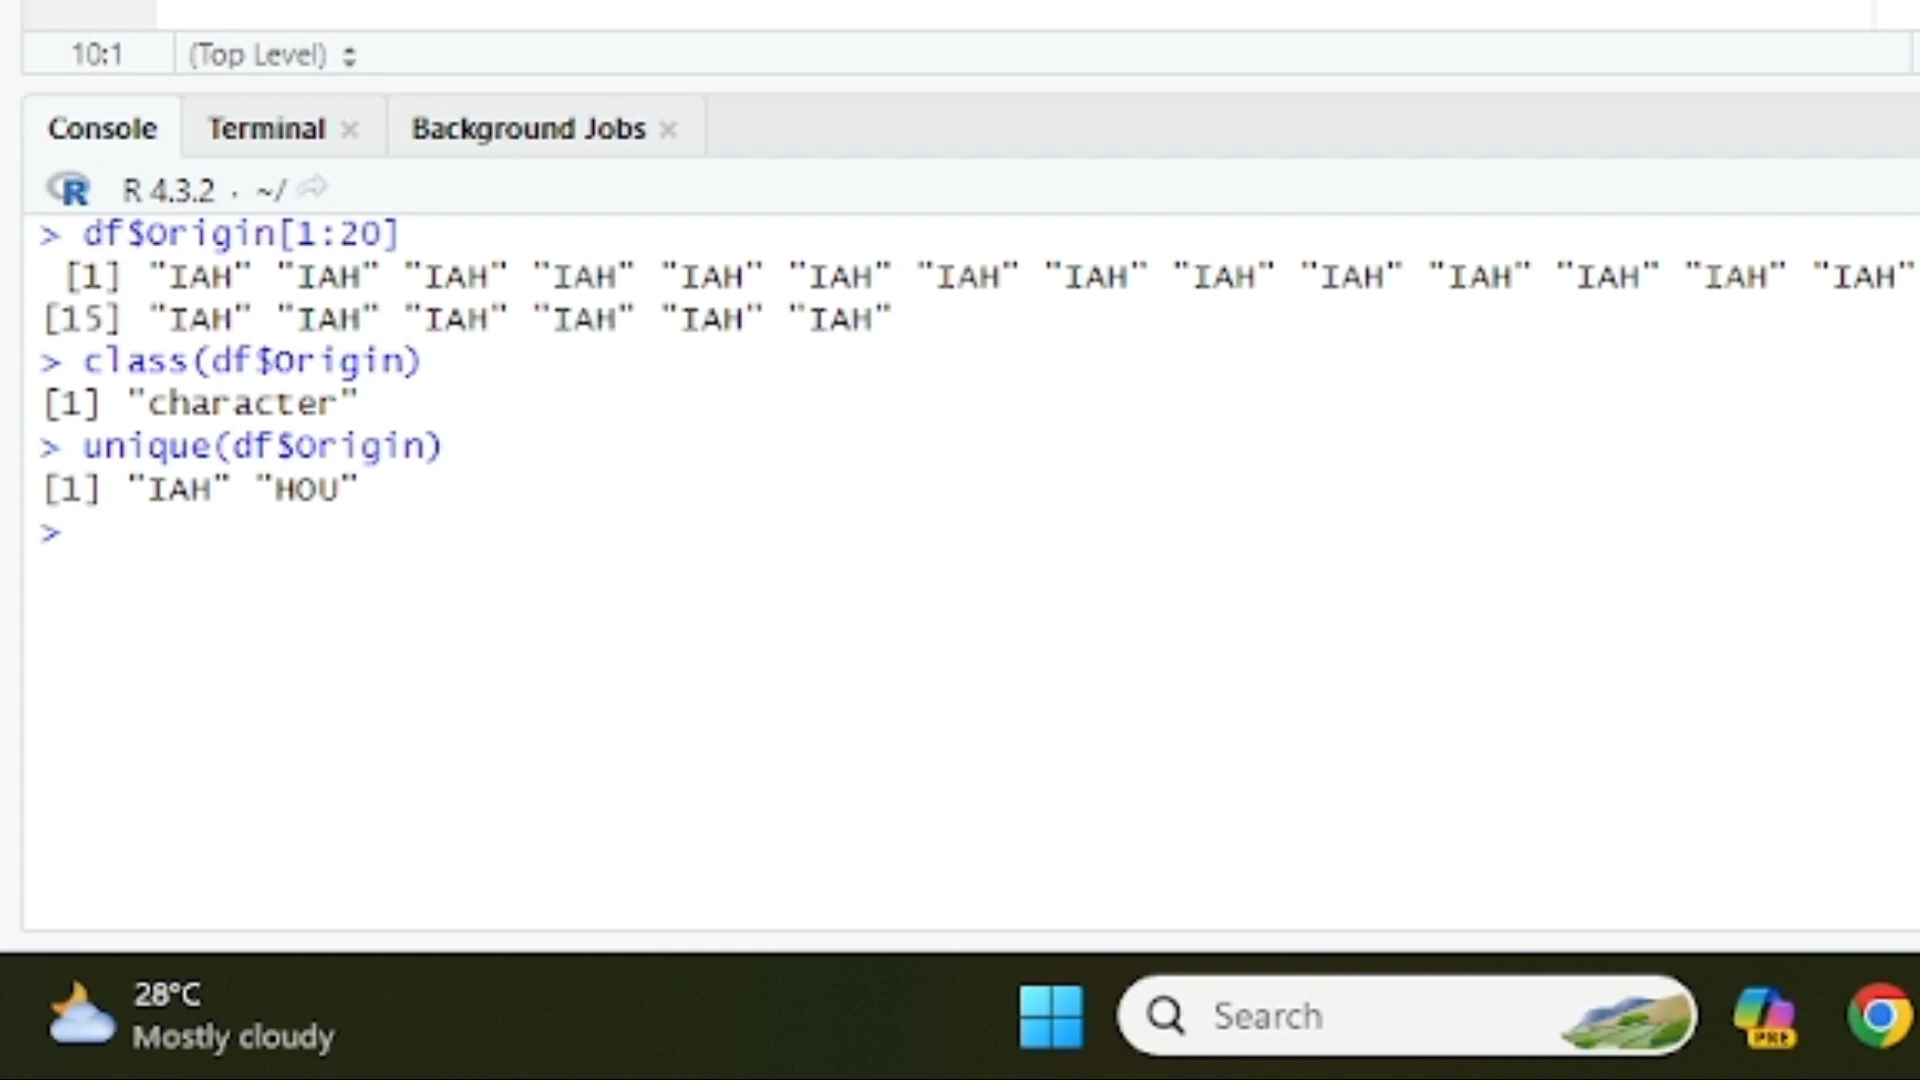 10:1 (Top Level)
Console Terminal Background Jobs
R R 4.3.2 · ~/
> df$Origin[1:20]
[1] "IAH" "IAH" "IAH" "IAH" "IAH" "IAH" "IAH" "IAH" "IAH" "IAH" "IAH" "IAH" "IAH" "IAH"
[15] "IAH" "IAH" "IAH" "IAH" "IAH" "IAH"
> class(df$Origin)
[1] "character"
> unique(df$Origin)
[1] "IAH" "HOU"
>
28°C
Mostly cloudy
Search
PRE